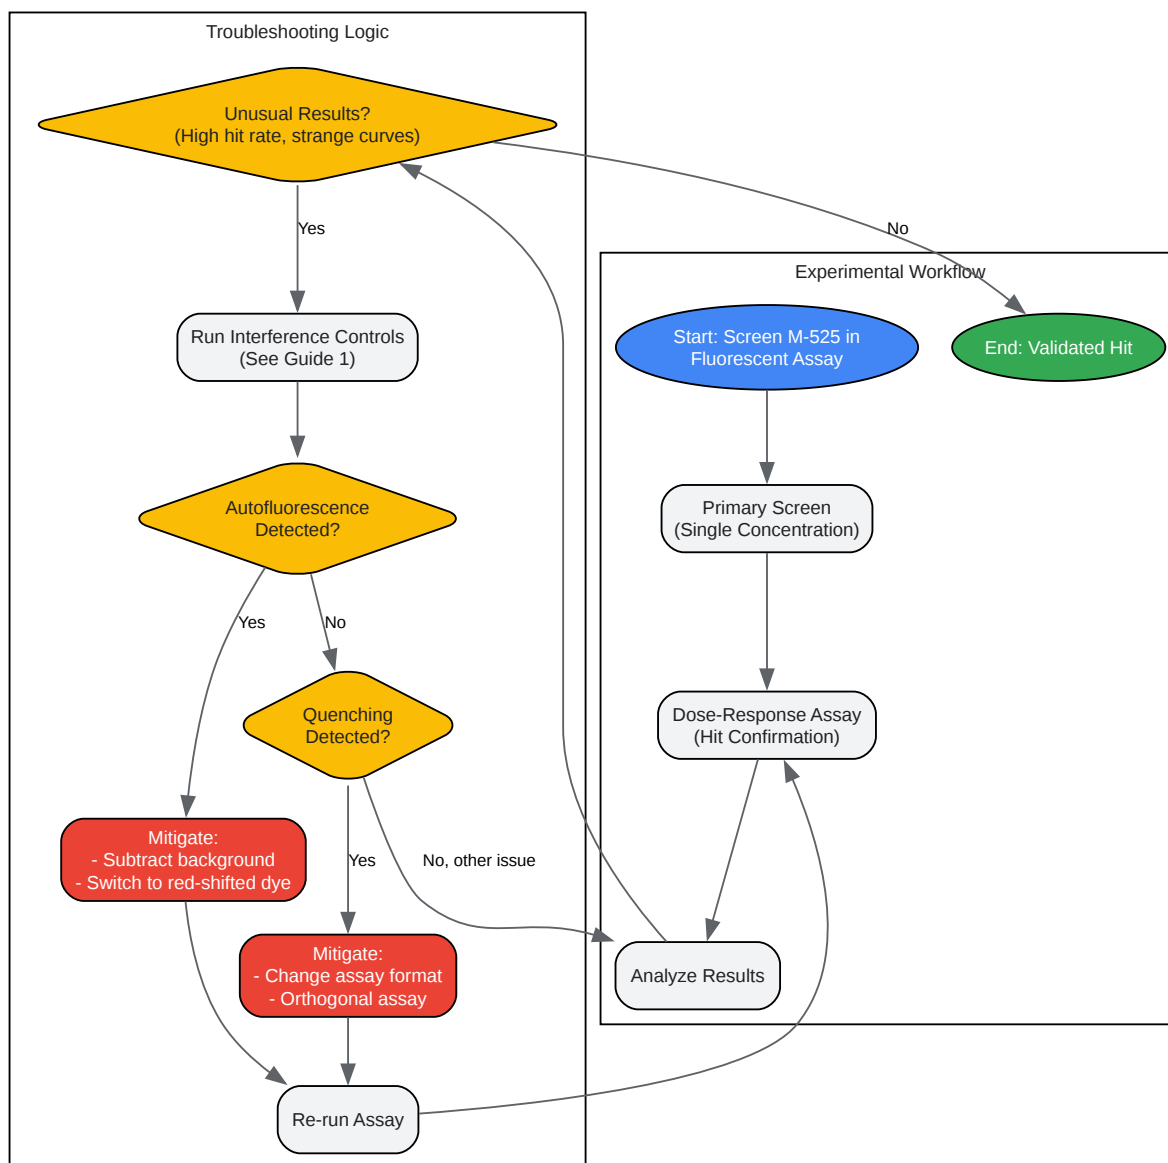 Troubleshooting Logic
Unusual Results?
(High hit rate, strange curves)
Yes
No
Run Interference Controls
(See Guide 1)
Autofluorescence
Detected?
Yes
No
Quenching
Detected?
Mitigate:
- Subtract background
- Switch to red-shifted dye
Yes
No, other issue
Mitigate:
- Change assay format
- Orthogonal assay
Re-run Assay
Experimental Workflow
Start: Screen M-525 in
Fluorescent Assay
End: Validated Hit
Primary Screen
(Single Concentration)
Dose-Response Assay
(Hit Confirmation)
Analyze Results